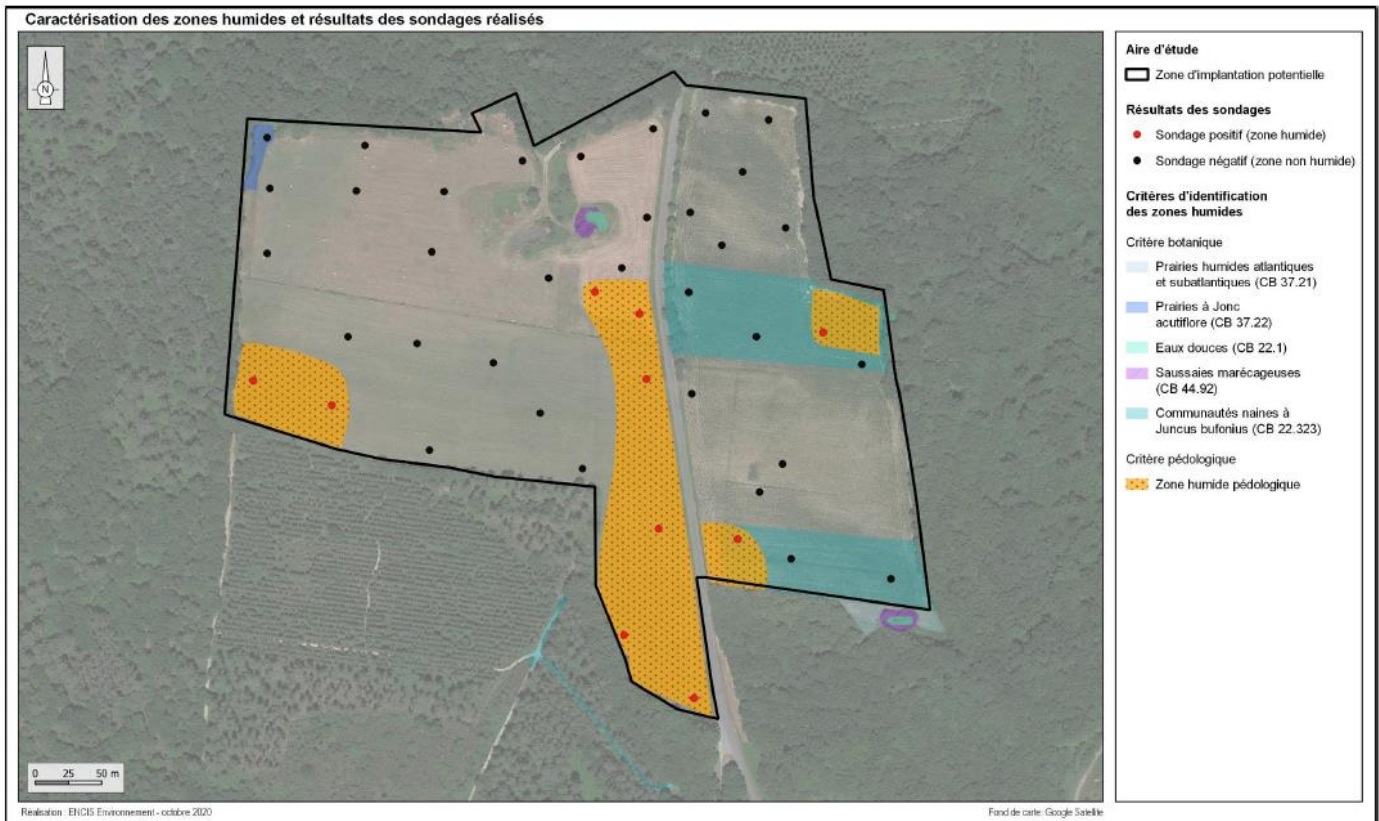 Caractérisation des zones humides et résultats des sondages réalisés
N
0 25 50 m
Aire d'étude
Zone d'implantation potentielle
Résultats des sondages
Sondage positif (zone humide)
Sondage négatif (zone non humide)
Critères d'identification
des zones humides
Critère botanique
Prairies humides atlantiques
et subatlantiques (CB 37.21)
Prairies à Jonc
acutiflore (CB 37.22)
Eaux douces (CB 22.1)
Saussaies marécageuses
(CB 44.92)
Communautés naines à
Juncus bufonius (CB 22.323)
Critère pédologique
Zone humide pédologique
Réalisation : ENCIS Environnement - octobre 2020
Fond de carte: Google Satellite